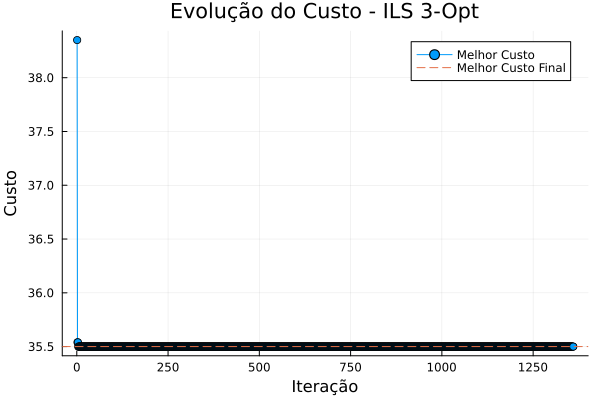 Evolução do Custo - ILS 3-Opt
Melhor Custo
Melhor Custo Final
Custo
38.0
37.5
37.0
36.5
36.0
35.5
0 250 500 750 1000 1250
Iteração